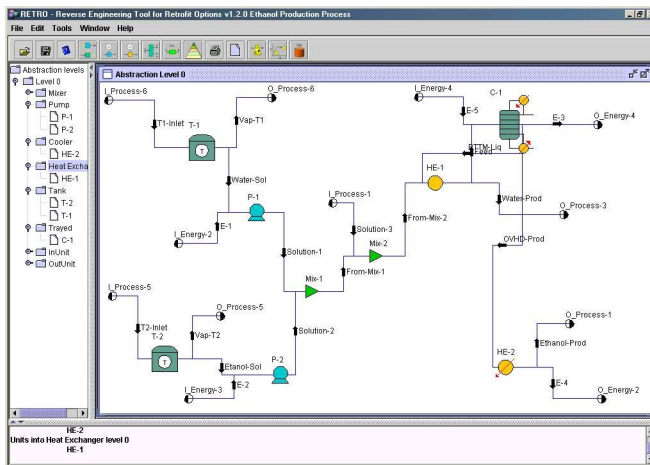 RETRO - Reverse Engineering Tool for Retrofit Options v1.2.0 Ethanol Production Process
File Edit Tools Window Help
Abstraction levels
Level 0
Mixer
Pump
P-1
P-2
Cooler
HE-2
Heat Excha
HE-1
Tank
T-2
T-1
Trayed
C-1
InUnit
OutUnit
Abstraction Level 0
I_Process-6
O_Process-6
I_Energy-4
C-1
T1-Inlet
T-1
Vap-T1
E-5
E-3
O_Energy-4
T
BTTM-Liq
Feed
HE-1
Water-Sol
P-1
I_Process-1
Water-Prod
O_Process-3
E-1
From-Mix-2
I_Energy-2
Solution-3
Mix-2
OVHD-Prod
Solution-1
From-Mix-1
Mix-1
I_Process-5
O_Process-5
O_Process-1
T2-Inlet
T-2
Vap-T2
Solution-2
Ethanol-Prod
T
P-2
HE-2
Etanol-Sol
E-2
E-4
I_Energy-3
O_Energy-2
HE-2
Units into Heat Exchanger level 0
HE-1